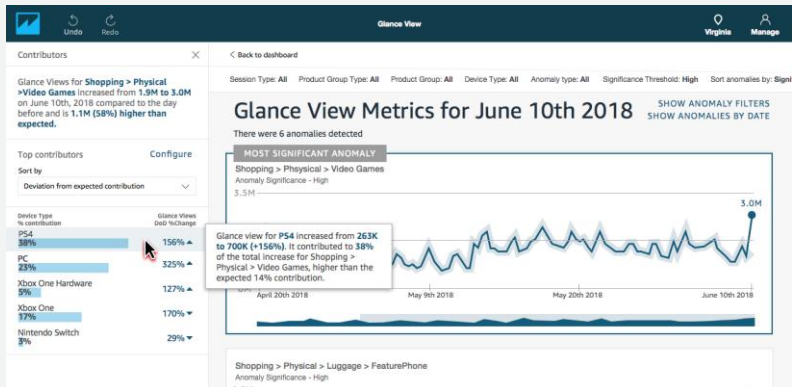 Undo
Redo
Glance View
Virginia
Manage
Contributors
Glance Views for Shopping > Physical
>Video Games increased from 1.9M to 3.0M
on June 10th, 2018 compared to the day
before and is 1.1M (58%) higher than
expected.
Top contributors
Configure
Sort by
Deviation from expected contribution
Device Type
% contribution
Glance Views
DoD %Change
PS4
38%
156%
PC
23%
325%
Xbox One Hardware
5%
127%
Xbox One
17%
170%
Nintendo Switch
3%
29%
< Back to dashboard
Session Type: All Product Group Type: All Product Group: All Device Type: All Anomaly type: All Significance Threshold: High Sort anomalies by: Signi
Glance View Metrics for June 10th 2018
SHOW ANOMALY FILTERS
SHOW ANOMALIES BY DATE
There were 6 anomalies detected
MOST SIGNIFICANT ANOMALY
Shopping > Phsysical > Video Games
Anomaly Significance - High
3.5M
3.0M
Glance view for PS4 increased from 263K
to 700K (+156%). It contributed to 38%
of the total increase for Shopping >
Physical > Video Games, higher than the
expected 14% contribution.
April 20th 2018
May 9th 2018
May 20th 2018
June 10th 2018
Shopping > Physical > Luggage > FeaturePhone
Anomaly Significance - High